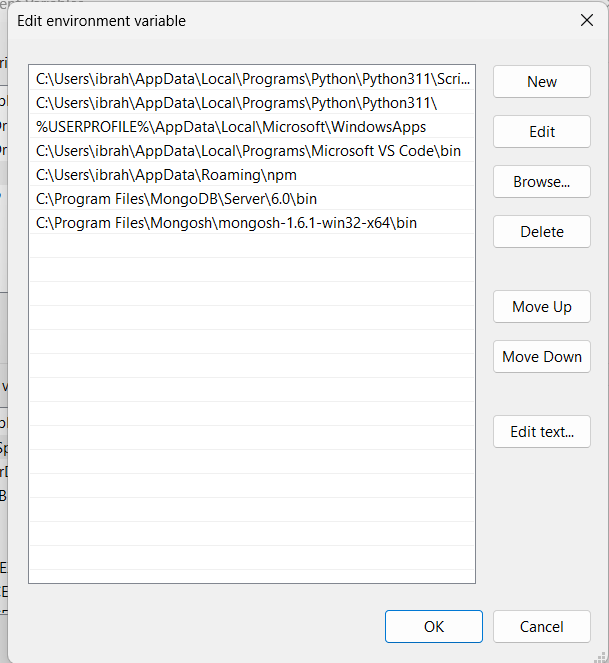 Edit environment variable
C:\Users\ibrah\AppData\Local\Programs\Python\Python311\Scri...
C:\Users\ibrah\AppData\Local\Programs\Python\Python311\
%USERPROFILE%\AppData\Local\Microsoft\WindowsApps
C:\Users\ibrah\AppData\Local\Programs\Microsoft VS Code\bin
C:\Users\ibrah\AppData\Roaming\npm
C:\Program Files\MongoDB\Server\6.0\bin
C:\Program Files\Mongosh\mongosh-1.6.1-win32-x64\bin
New
Edit
Browse...
Delete
Move Up
Move Down
Edit text...
OK
Cancel